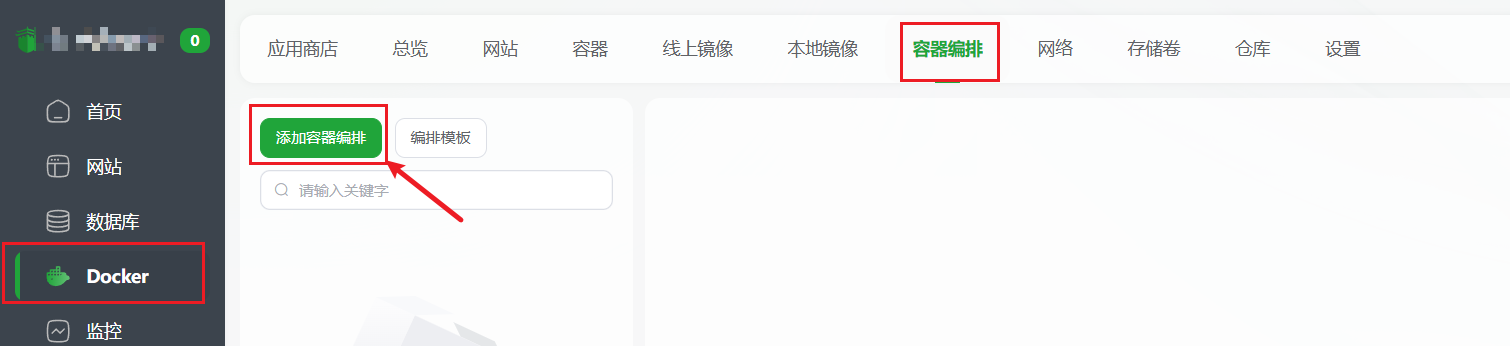 0
应用商店 总览 网站 容器 线上镜像 本地镜像 容器编排 网络 存储卷 仓库 设置
首页
网站
数据库
Docker
监控
添加容器编排 编排模板
请输入关键字